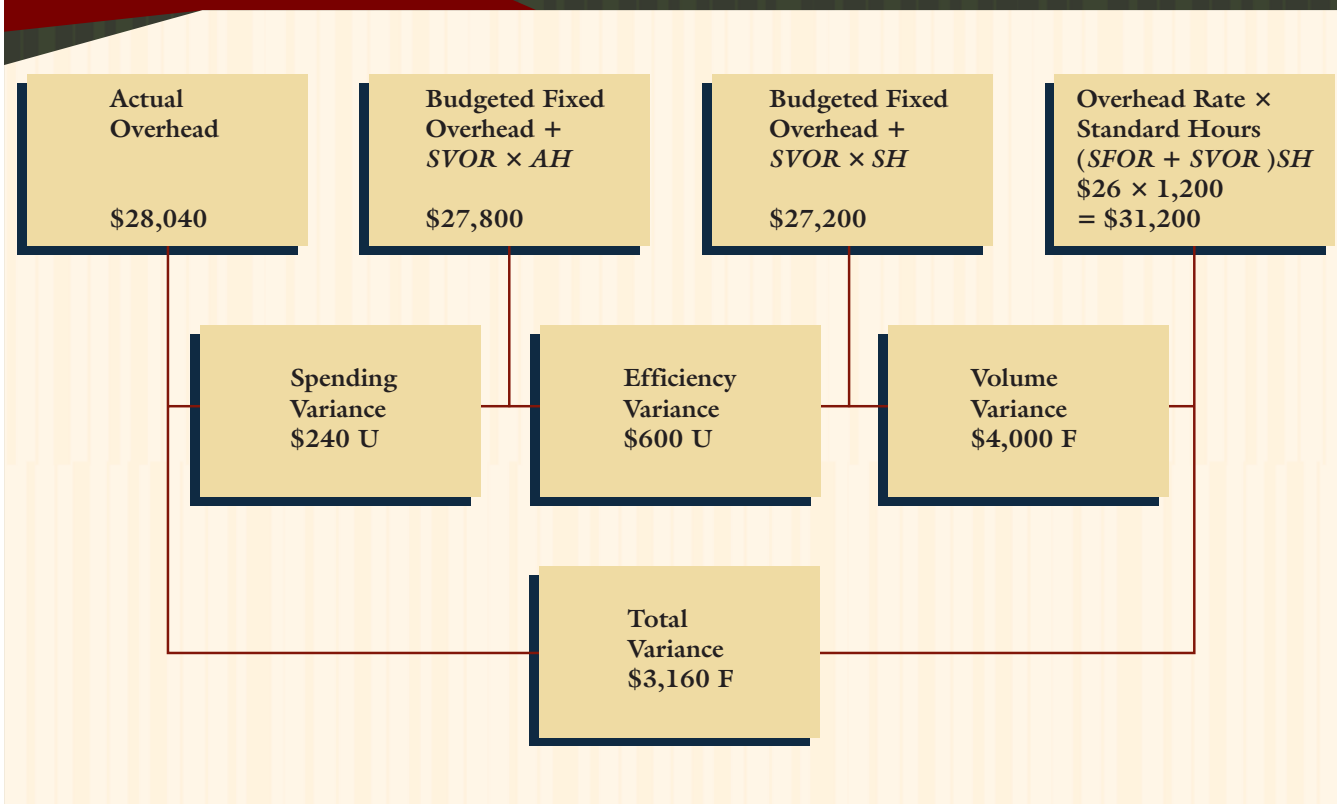 Actual
Overhead
$28,040
Budgeted Fixed
Overhead +
SVOR × AH
$27,800
Budgeted Fixed
Overhead +
SVOR × SH
$27,200
Overhead Rate ×
Standard Hours
(SFOR + SVOR )SH
$26 × 1,200
= $31,200
Spending
Variance
$240 U
Efficiency
Variance
$600 U
Volume
Variance
$4,000 F
Total
Variance
$3,160 F